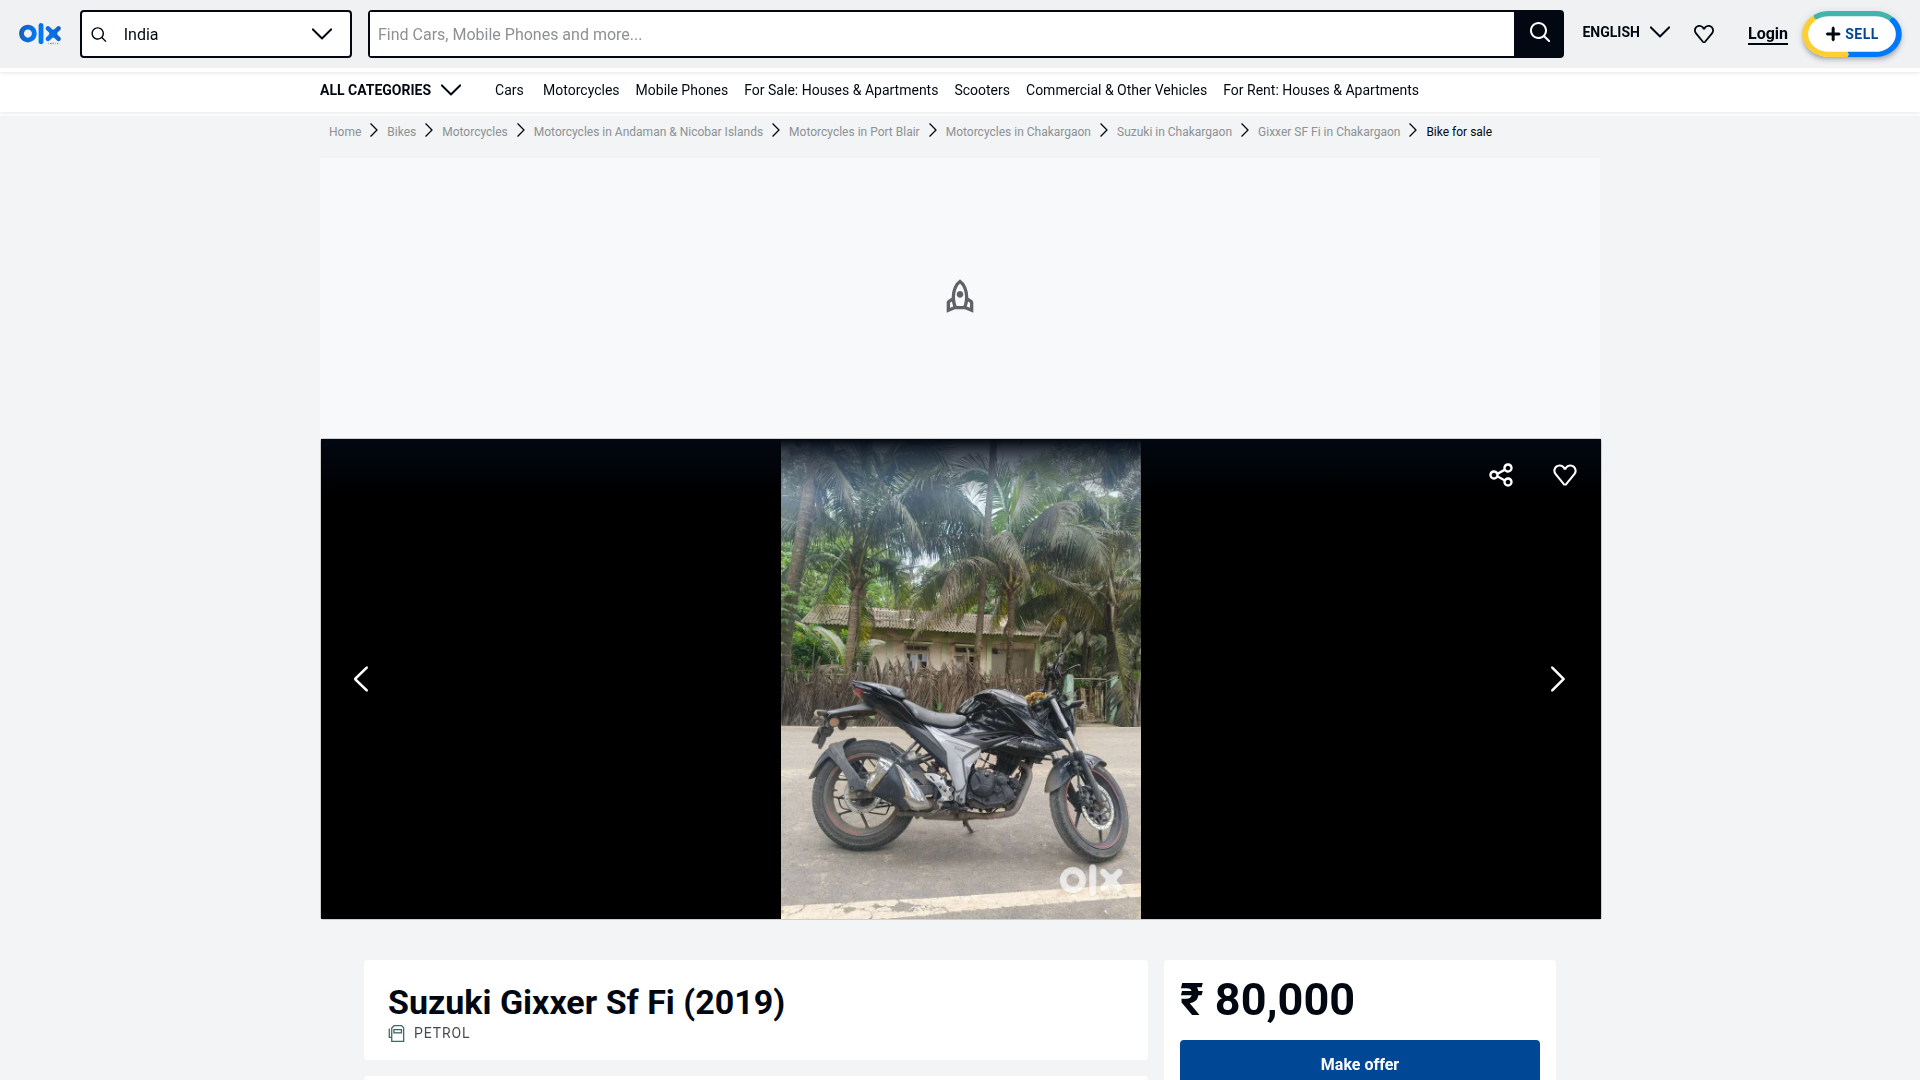 olx
India
Find Cars, Mobile Phones and more...
ENGLISH
Login
SELL
ALL CATEGORIES
Cars
Motorcycles
Mobile Phones
For Sale: Houses & Apartments
Scooters
Commercial & Other Vehicles
For Rent: Houses & Apartments
Home
Bikes
Motorcycles
Motorcycles in Andaman & Nicobar Islands
Motorcycles in Port Blair
Motorcycles in Chakargaon
Suzuki in Chakargaon
Gixxer SF Fi in Chakargaon
Bike for sale
olx
Suzuki Gixxer Sf Fi (2019)
PETROL
₹ 80,000
Make offer